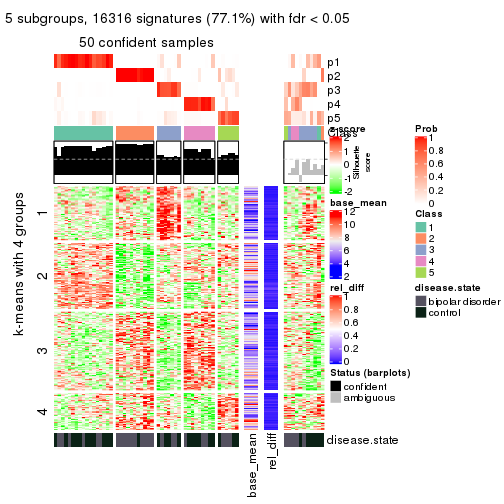 5 subgroups, 16316 signatures (77.1%) with fdr < 0.05
50 confident samples
p1
p2
p3
p4
p5
Class
Silhouette
score
k-means with 4 groups
1
2
3
4
base_mean
rel_diff
disease.state
z-score
2
1
0
-1
-2
base_mean
12
10
8
6
4
2
rel_diff
1
0.8
0.6
0.4
0.2
0
Status (barplots)
confident
ambiguous
Prob
1
0.8
0.6
0.4
0.2
0
Class
1
2
3
4
5
disease.state
bipolar disorder
control